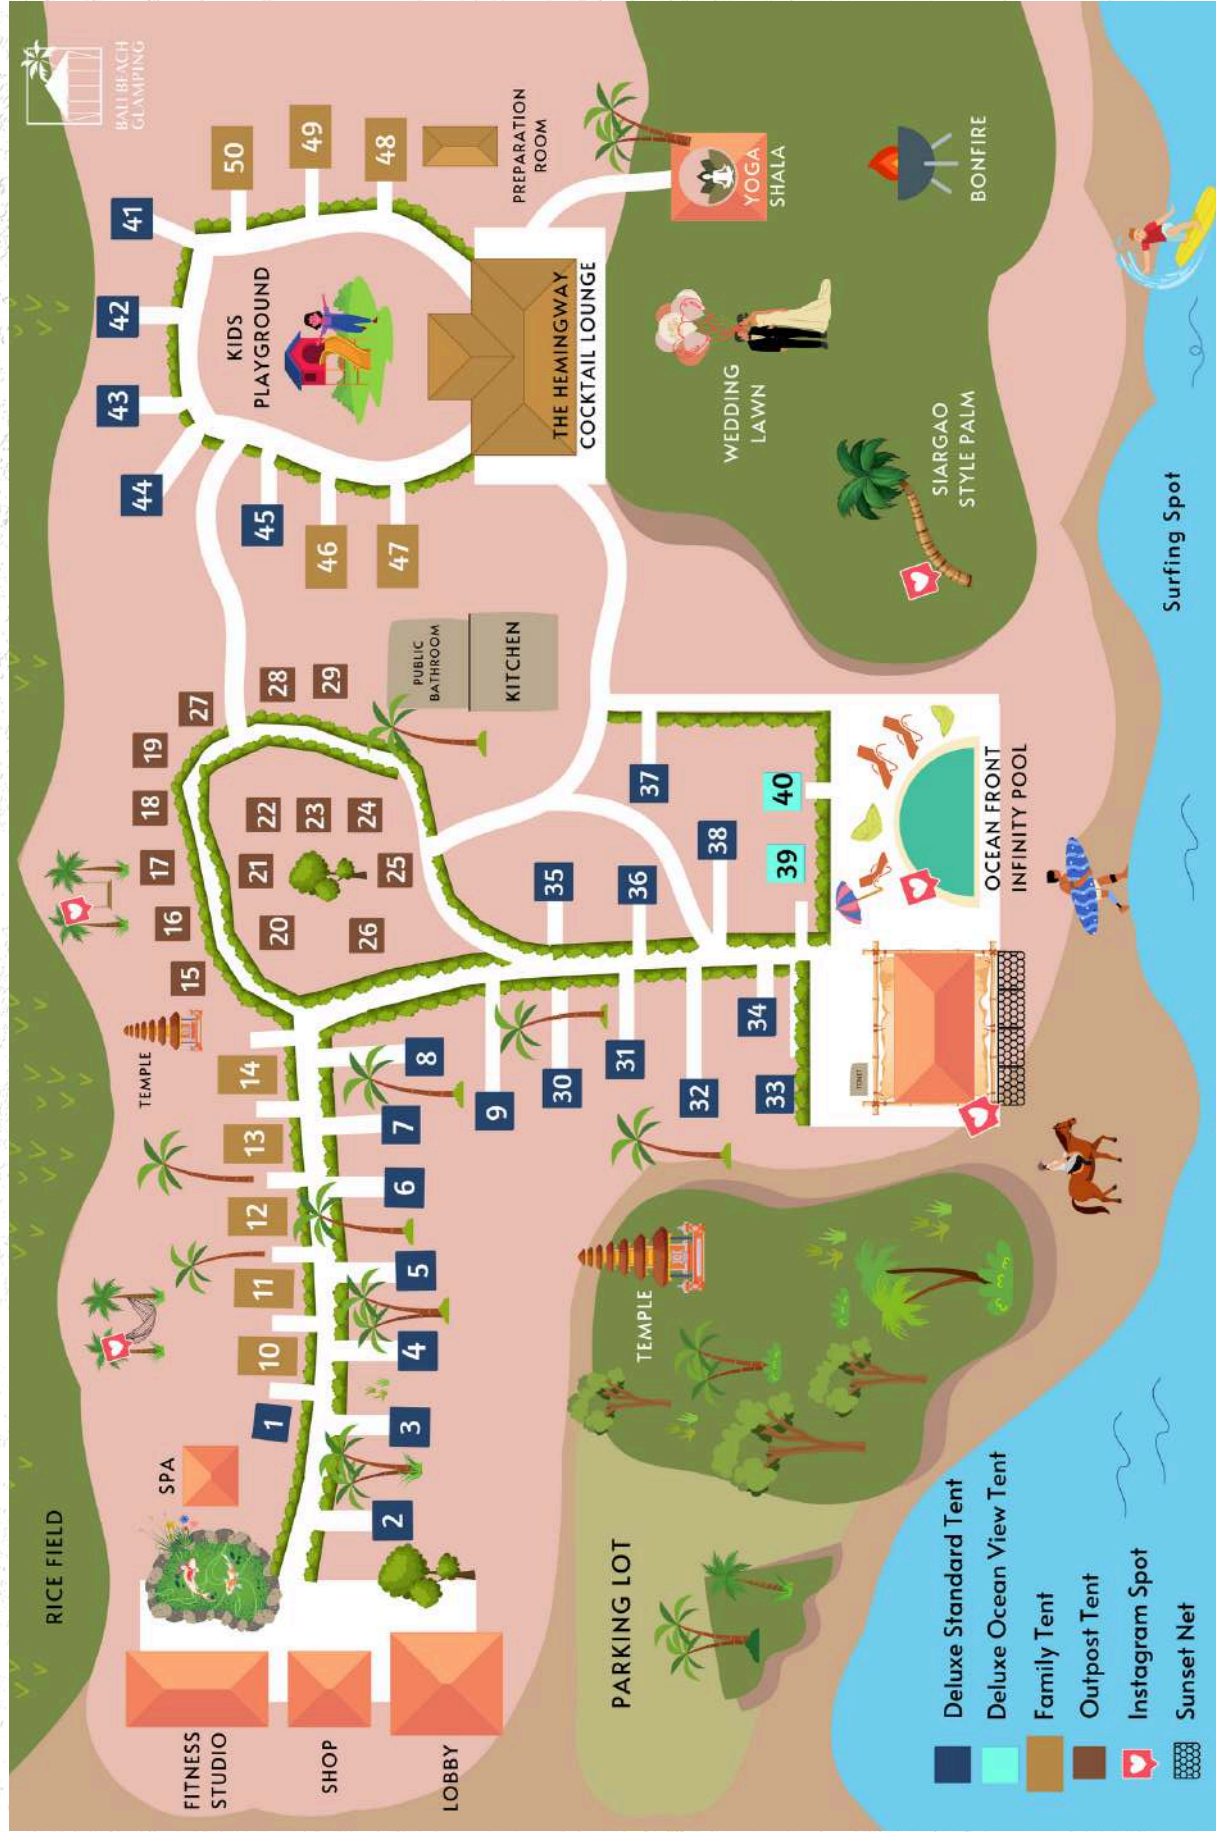 BALI BEACH
GLAMPING
RICE FIELD
FITNESS
STUDIO
SHOP
LOBBY
SPA
TEMPLE
1
2
3
4
5
6
7
8
9
10
11
12
13
14
15
16
17
18
19
20
21
22
23
24
25
26
27
28
29
30
31
32
33
34
35
36
37
38
39
40
41
42
43
44
45
46
47
48
49
50
KIDS
PLAYGROUND
PREPARATION
ROOM
THE HEMINGWAY
COCKTAIL LOUNGE
PUBLIC
BATHROOM
KITCHEN
YOGA
SHALA
WEDDING
LAWN
BONFIRE
SIARGAO
STYLE PALM
TOILET
OCEAN FRONT
INFINITY POOL
TEMPLE
PARKING LOT
Surfing Spot
Deluxe Standard Tent
Deluxe Ocean View Tent
Family Tent
Outpost Tent
Instagram Spot
Sunset Net